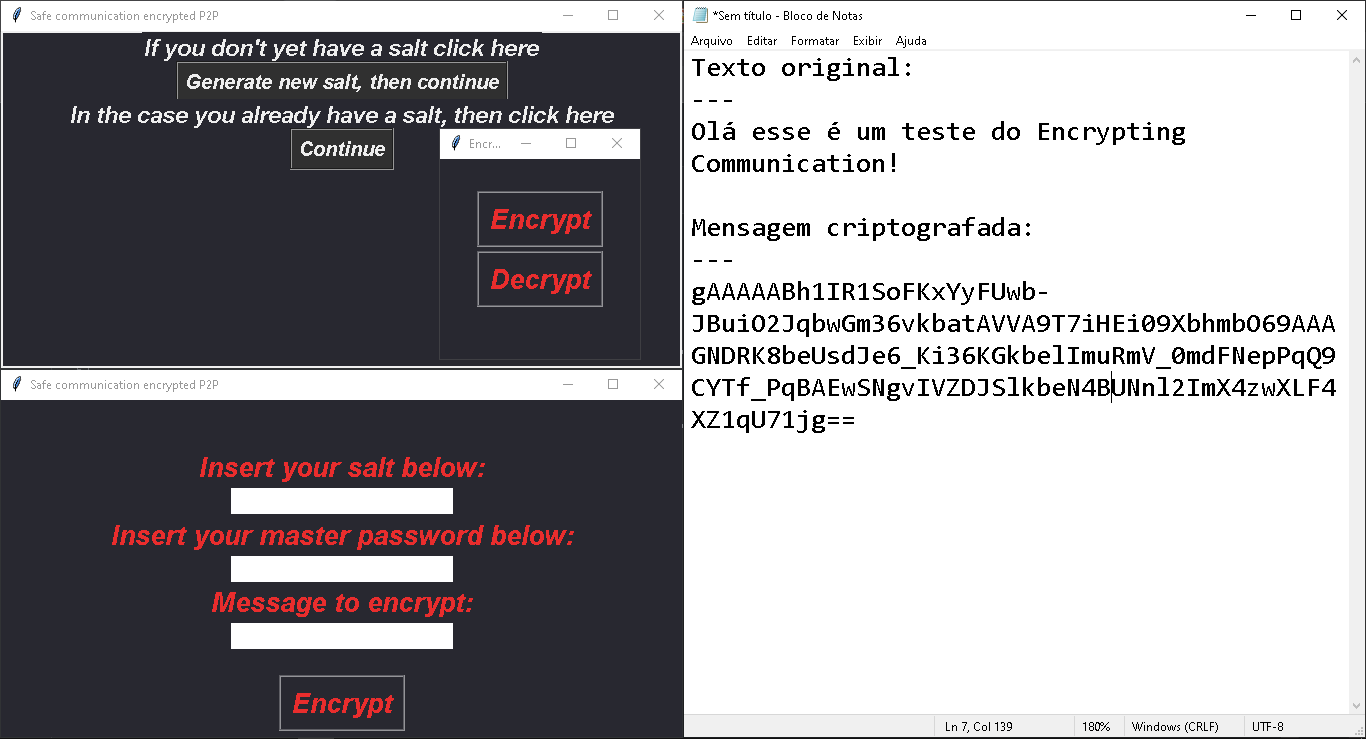 Safe communication encrypted P2P
If you don't yet have a salt click here
Generate new salt, then continue
In the case you already have a salt, then click here
Continue
Encr...
Encrypt
Decrypt
Safe communication encrypted P2P
Insert your salt below:
Insert your master password below:
Message to encrypt:
Encrypt
*Sem título - Bloco de Notas
Arquivo Editar Formatar Exibir Ajuda
Texto original:
---
Olá esse é um teste do Encrypting
Communication!
Mensagem criptografada:
---
gAAAAABh1IR1SoFKxYyFUwb-
JBuiO2JqbwGm36vkbatAVVA9T7iHEi09XbhmbO69AAA
GNDRK8beUsdJe6_Ki36KGkbelImuRmV_0mdFNepPqQ9
CYTf_PqBAEwSNgvIVZDJSlkbeN4BUNnl2ImX4zwXLF4
XZ1qU71jg==
Ln 7, Col 139 180% Windows (CRLF) UTF-8